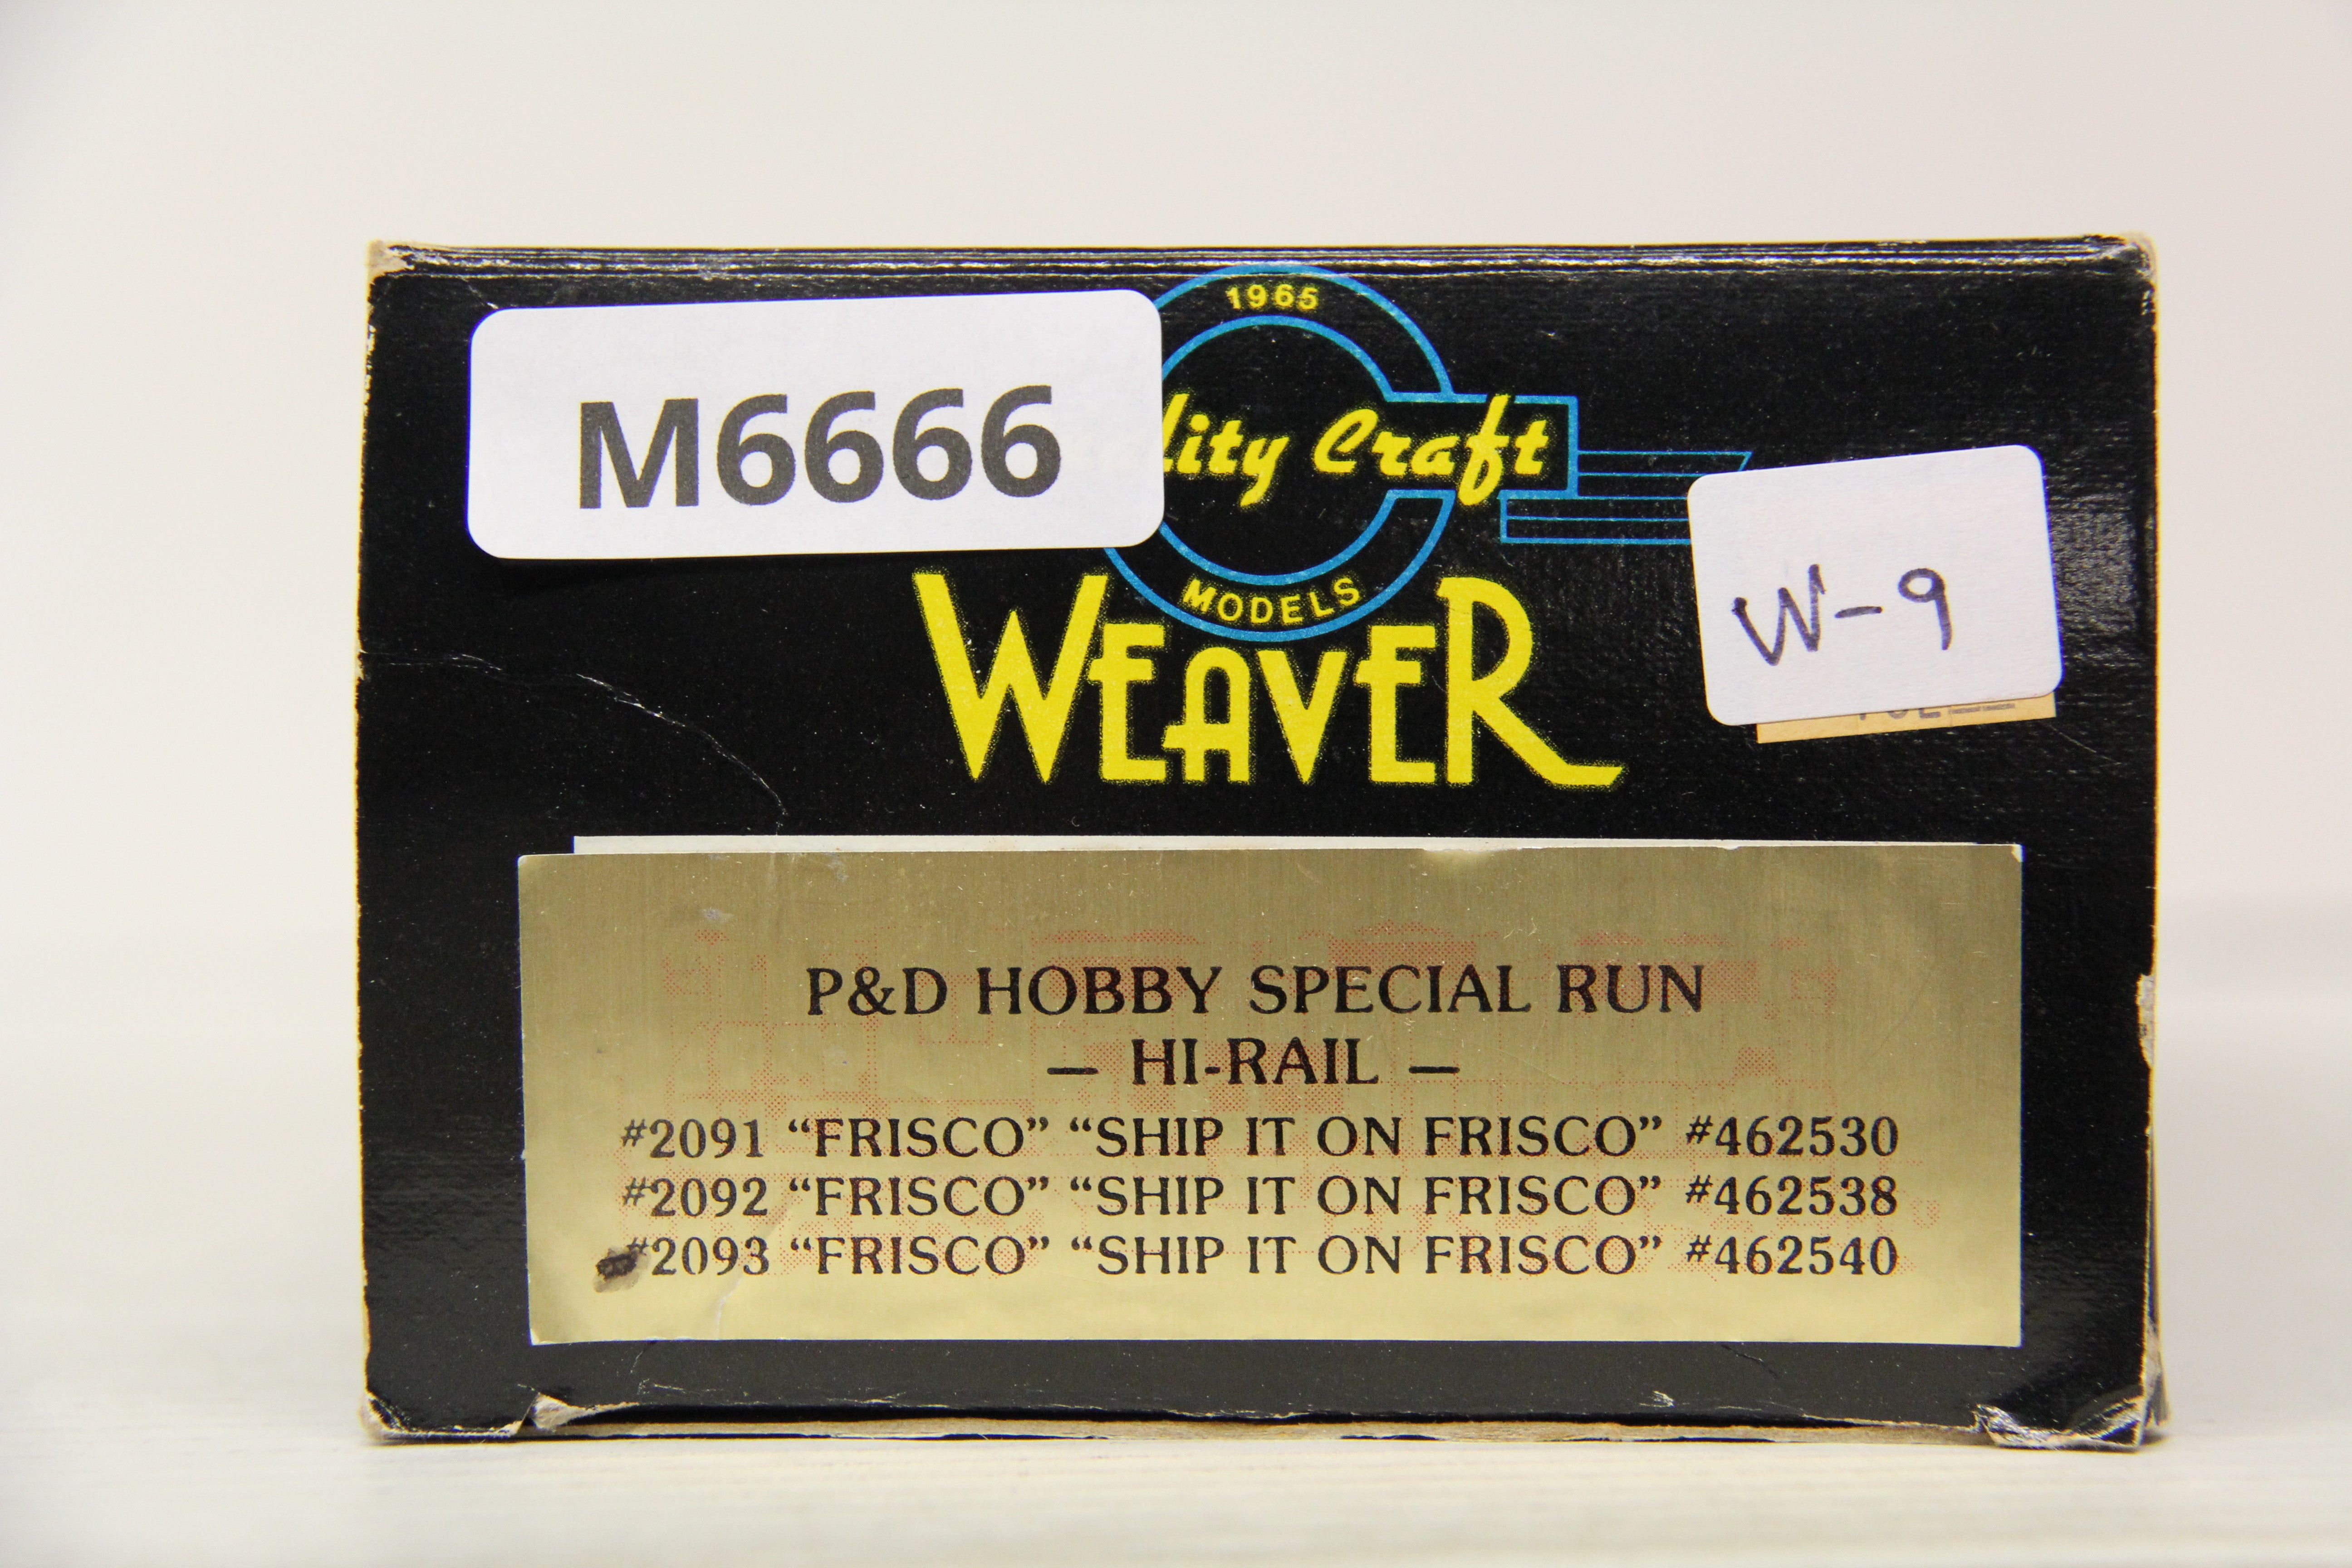 1965
M6666
lity Craft
MODELS
W-9
WEAVER
P&D HOBBY SPECIAL RUN
— HI-RAIL —
#2091 “FRISCO” “SHIP IT ON FRISCO” #462530
#2092 “FRISCO” “SHIP IT ON FRISCO” #462538
#2093 “FRISCO” “SHIP IT ON FRISCO” #462540